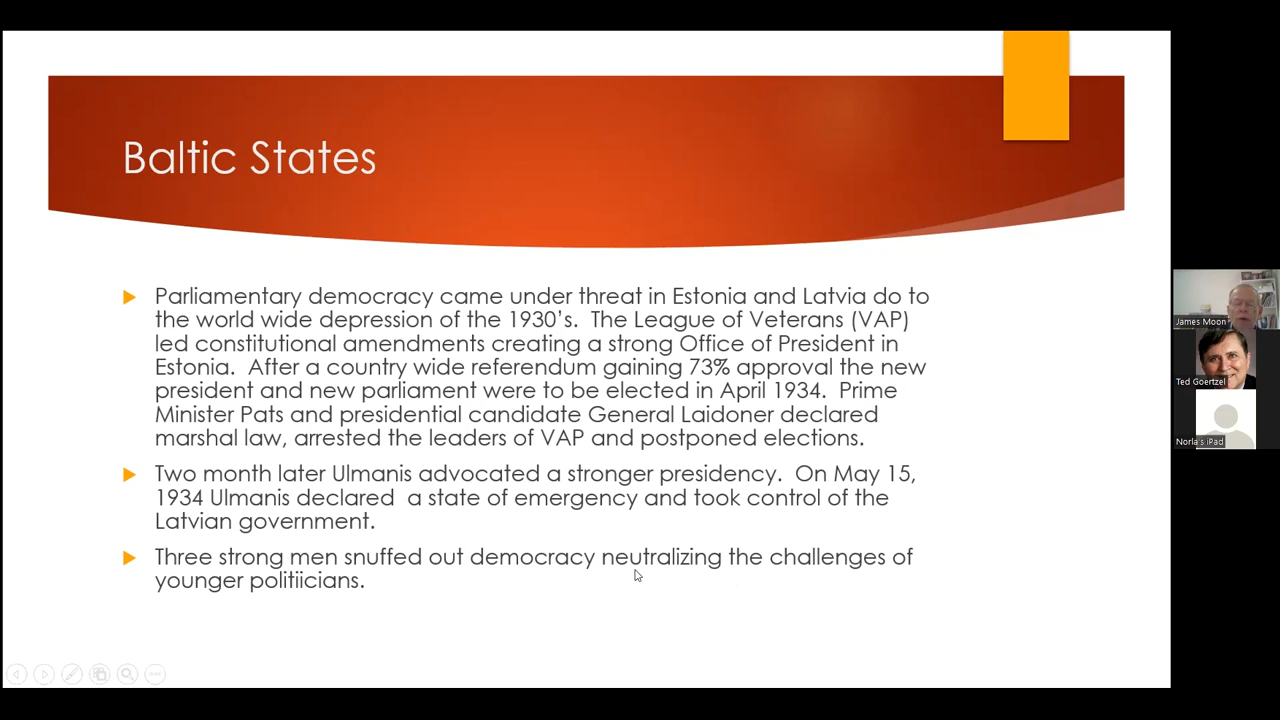 Baltic States
Parliamentary democracy came under threat in Estonia and Latvia do to
the world wide depression of the 1930's.  The League of Veterans (VAP)
led constitutional amendments creating a strong Office of President in
Estonia.  After a country wide referendum gaining 73% approval the new
president and new parliament were to be elected in April 1934.  Prime
Minister Pats and presidential candidate General Laidoner declared
marshal law, arrested the leaders of VAP and postponed elections.
Two month later Ulmanis advocated a stronger presidency.  On May 15,
1934 Ulmanis declared  a state of emergency and took control of the
Latvian government.
Three strong men snuffed out democracy neutralizing the challenges of
younger politiicians.
James Moon
Ted Goertzel
Norla's iPad